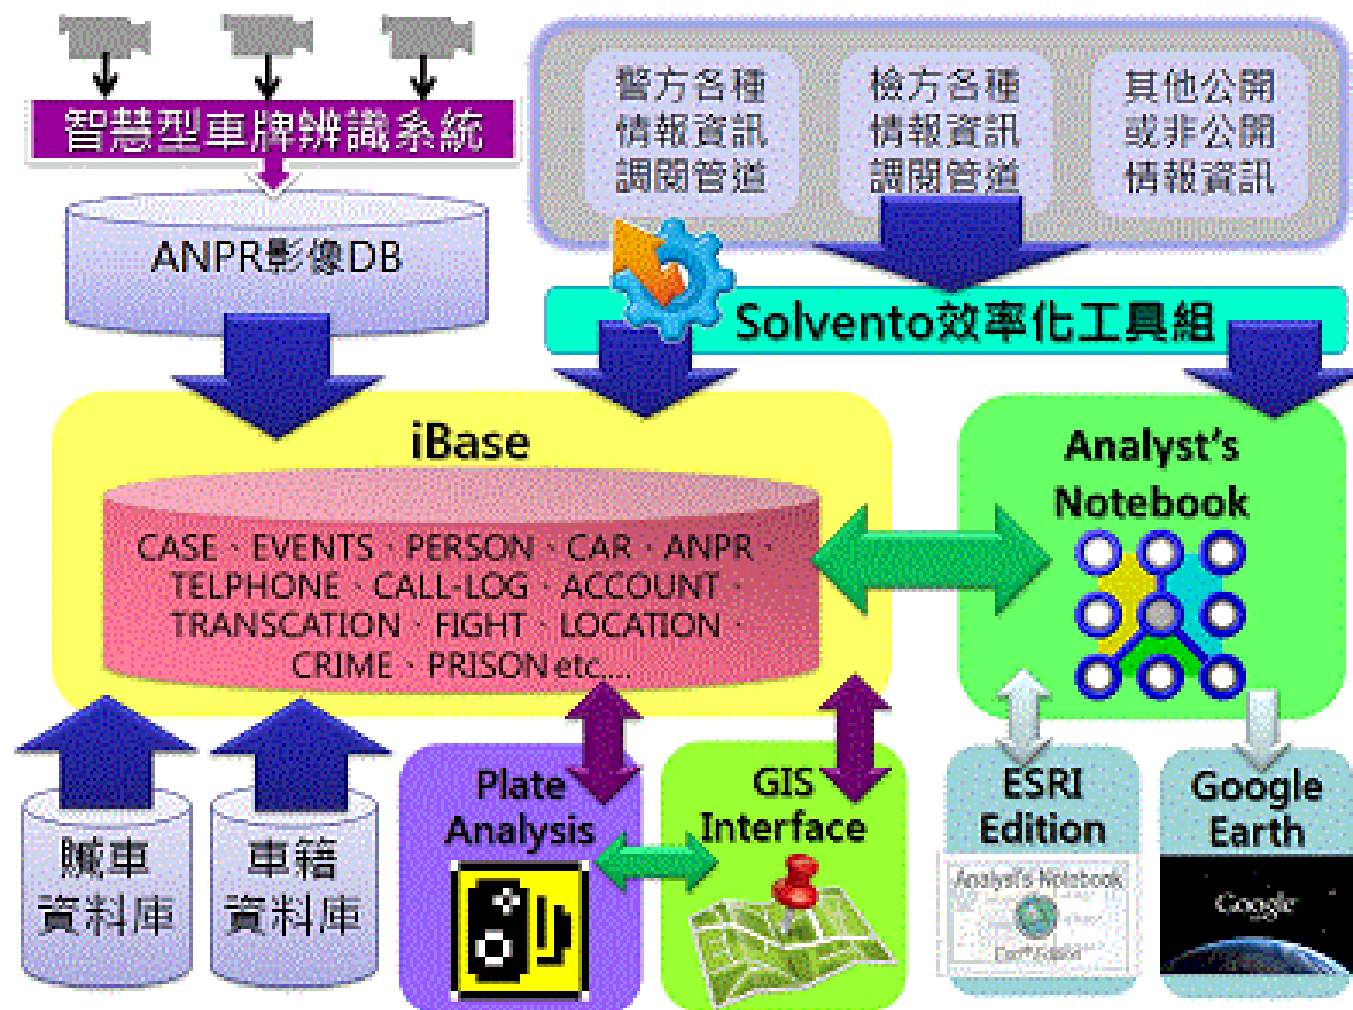 智慧型車牌辨識系統
ANPR影像DB
警方各種
情報資訊
調閱管道
檢方各種
情報資訊
調閱管道
其他公開
或非公開
情報資訊
Solvento效率化工具組
iBase
CASE、EVENTS、PERSON、CAR、ANPR、
TELPHONE、CALL-LOG、ACCOUNT、
TRANSCATION、FIGHT、LOCATION、
CRIME、PRISON etc....
Analyst's
Notebook
贓車
資料庫
車籍
資料庫
Plate
Analysis
GIS
Interface
ESRI
Edition
Analyst's Notebook
Google
Earth
Google